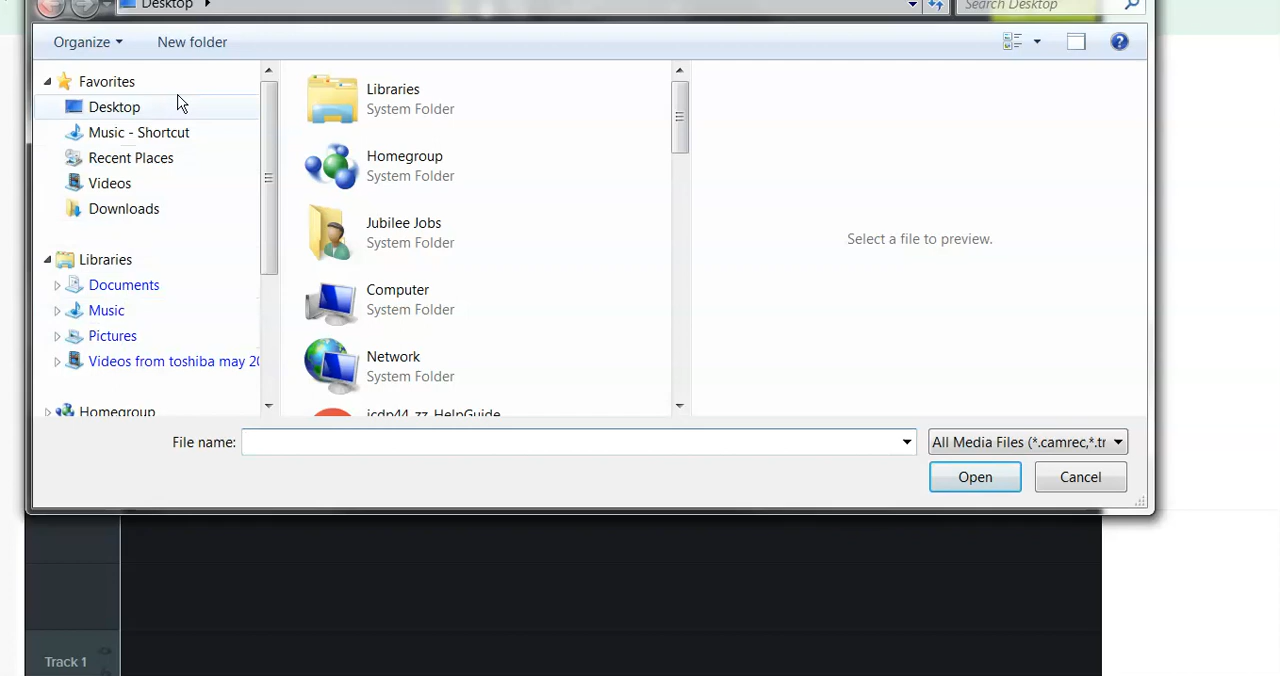 Desktop
Search Desktop
Organize
New folder
Favorites
Desktop
Music - Shortcut
Recent Places
Videos
Downloads
Libraries
Documents
Music
Pictures
Videos from toshiba may 20
Homegroup
Libraries
System Folder
Homegroup
System Folder
Jubilee Jobs
System Folder
Computer
System Folder
Network
System Folder
icdp44_zz_HelpGuide
Select a file to preview.
File name:
All Media Files (*.camrec,*.tr
Open
Cancel
Track 1